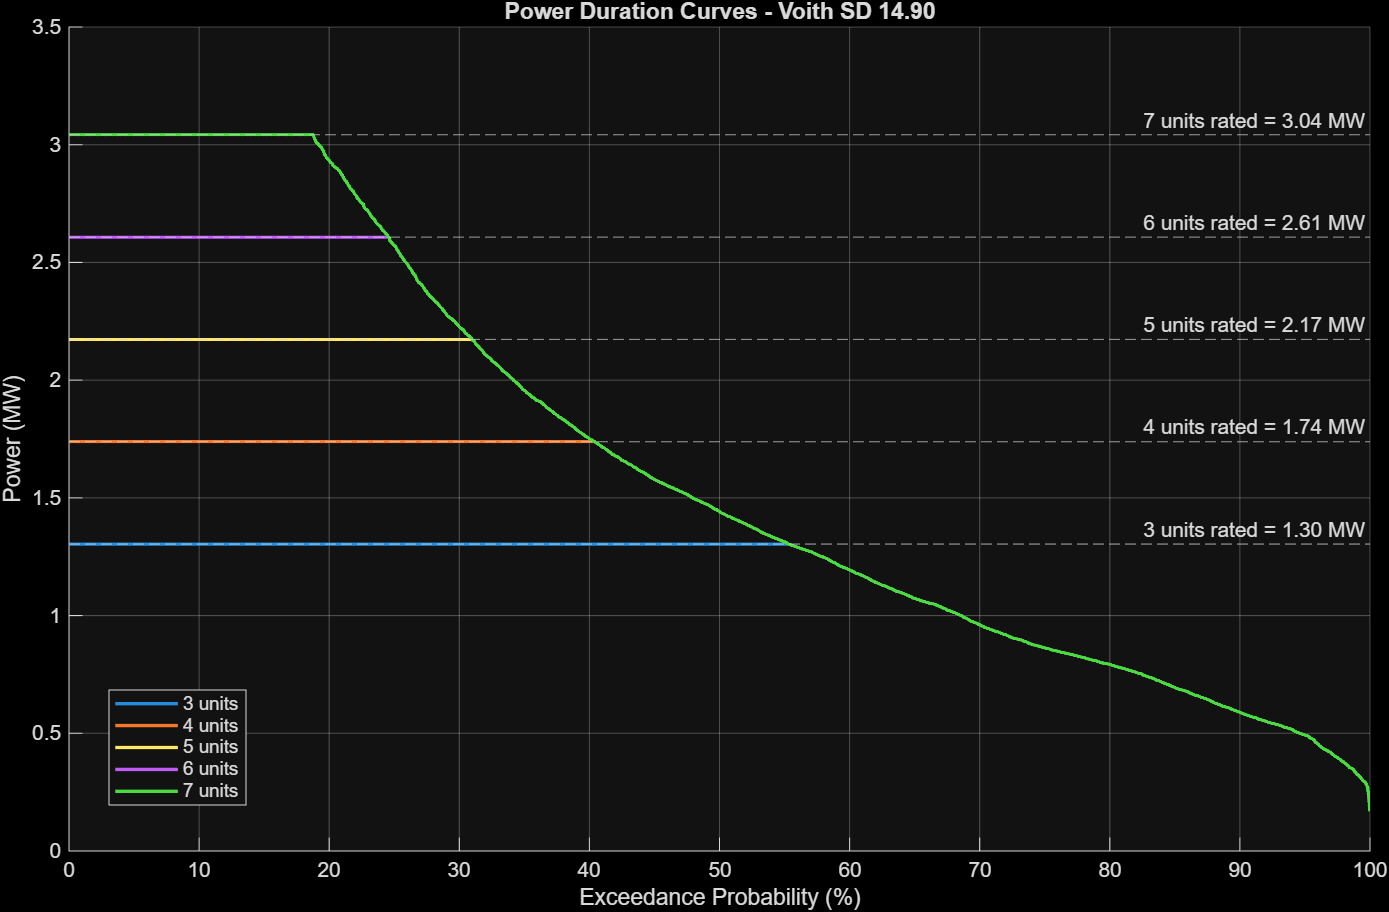 Power Duration Curves - Voith SD 14.90
3.5
7 units rated = 3.04 MW
3
6 units rated = 2.61 MW
2.5
5 units rated = 2.17 MW
2
4 units rated = 1.74 MW
1.5
3 units rated = 1.30 MW
1
0.5
0
Power (MW)
3 units
4 units
5 units
6 units
7 units
0 10 20 30 40 50 60 70 80 90 100
Exceedance Probability (%)